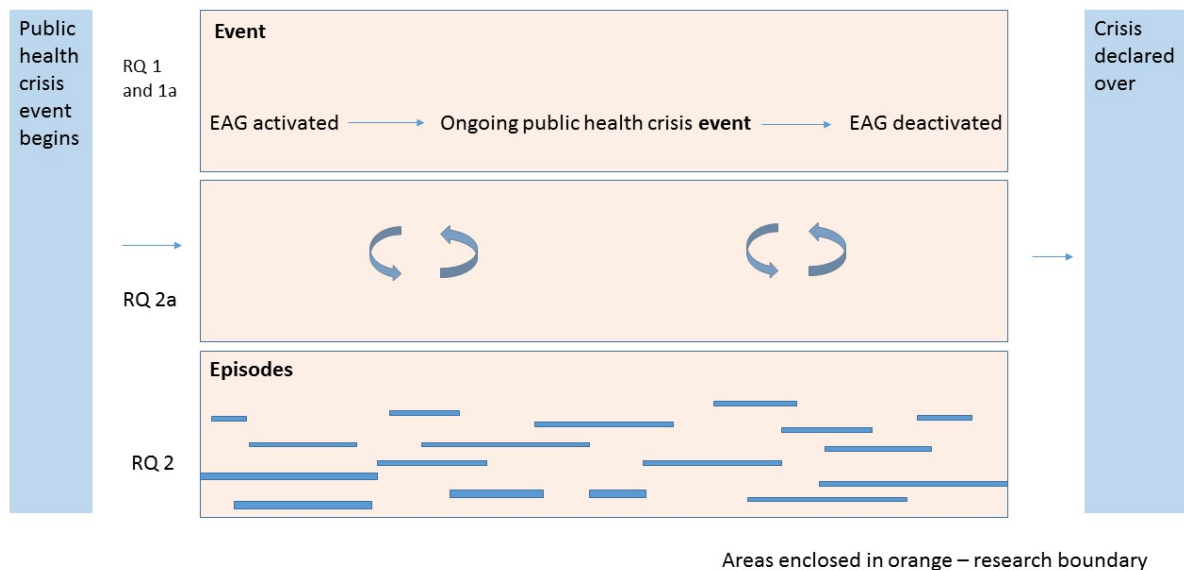 Public
health
crisis
event
begins
RQ 1
and 1a
Event
EAG activated
Ongoing public health crisis event
EAG deactivated
Crisis
declared
over
RQ 2a
Episodes
RQ 2
Areas enclosed in orange – research boundary